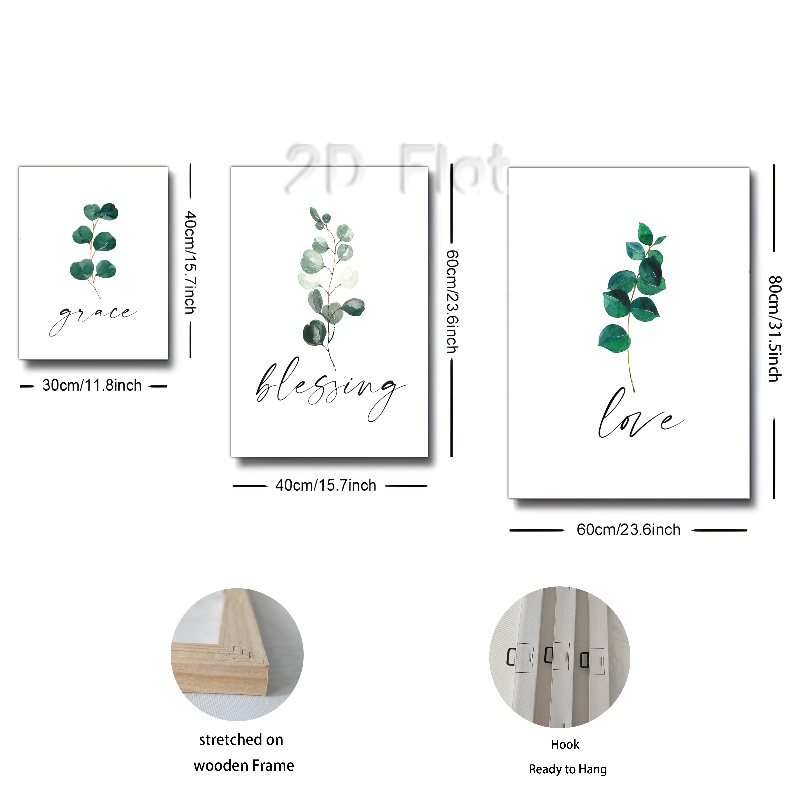 2D Flat
grace
40cm/15.7inch
30cm/11.8inch
blessing
60cm/23.6inch
40cm/15.7inch
love
80cm/31.5inch
60cm/23.6inch
stretched on
wooden Frame
Hook
Ready to Hang